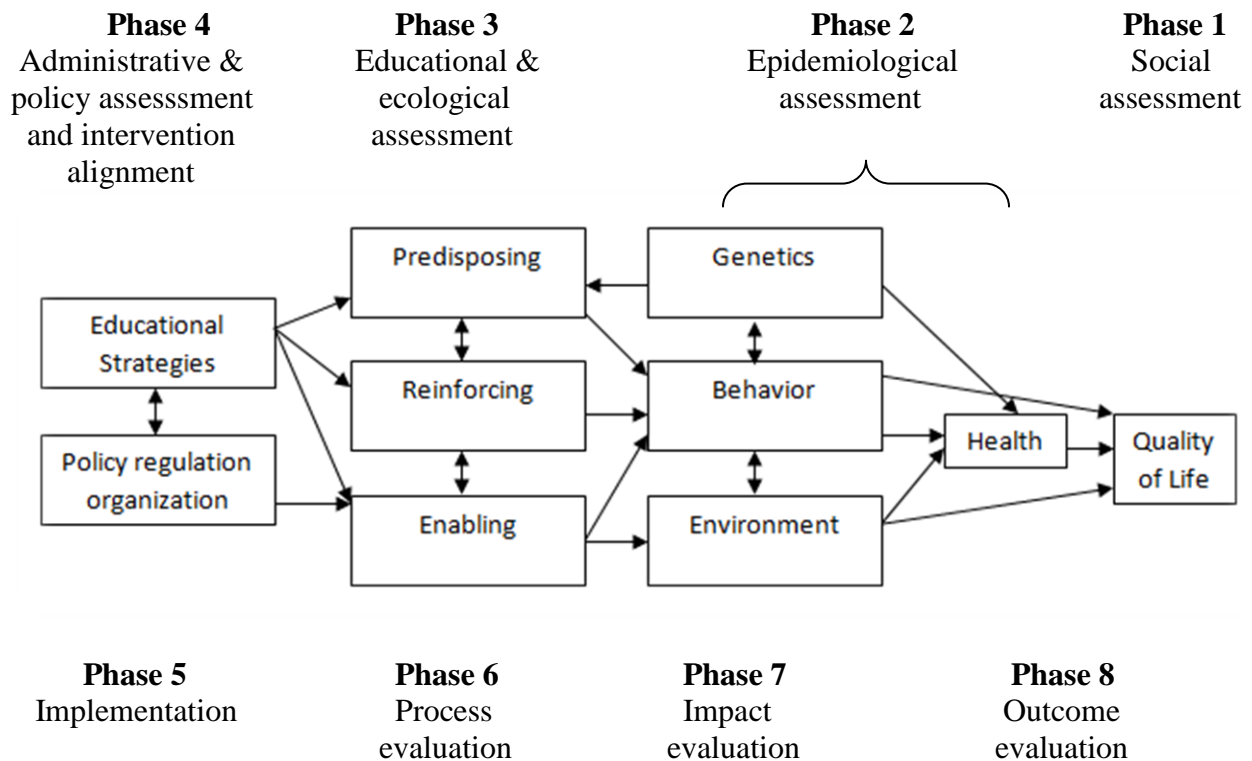 Phase 4
Administrative &
policy assesssment
and intervention
alignment
Phase 3
Educational &
ecological
assessment
Phase 2
Epidemiological
assessment
Phase 1
Social
assessment
Educational
Strategies
Policy regulation
organization
Predisposing
Reinforcing
Enabling
Genetics
Behavior
Environment
Health
Quality
of Life
Phase 5
Implementation
Phase 6
Process
evaluation
Phase 7
Impact
evaluation
Phase 8
Outcome
evaluation